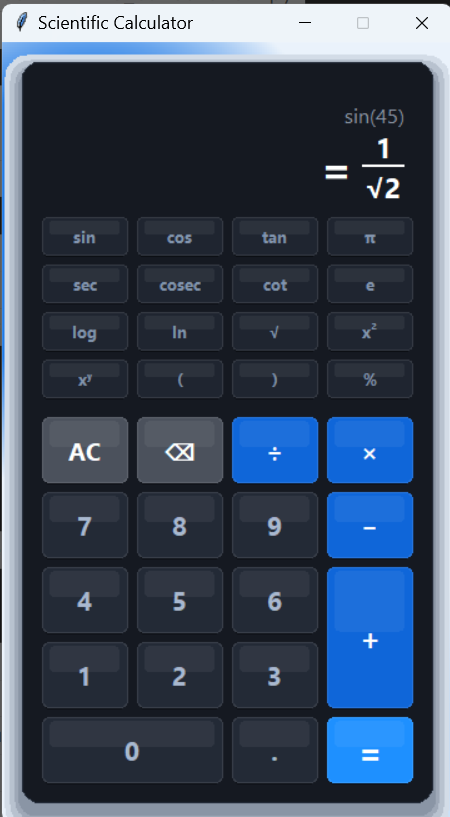 Scientific Calculator
sin(45)
= 1/√2
sin cos tan π
sec cosec cot e
log ln √ x²
xʸ ( ) %
AC ⌫ ÷ ×
7 8 9 −
4 5 6 +
1 2 3
0 . =